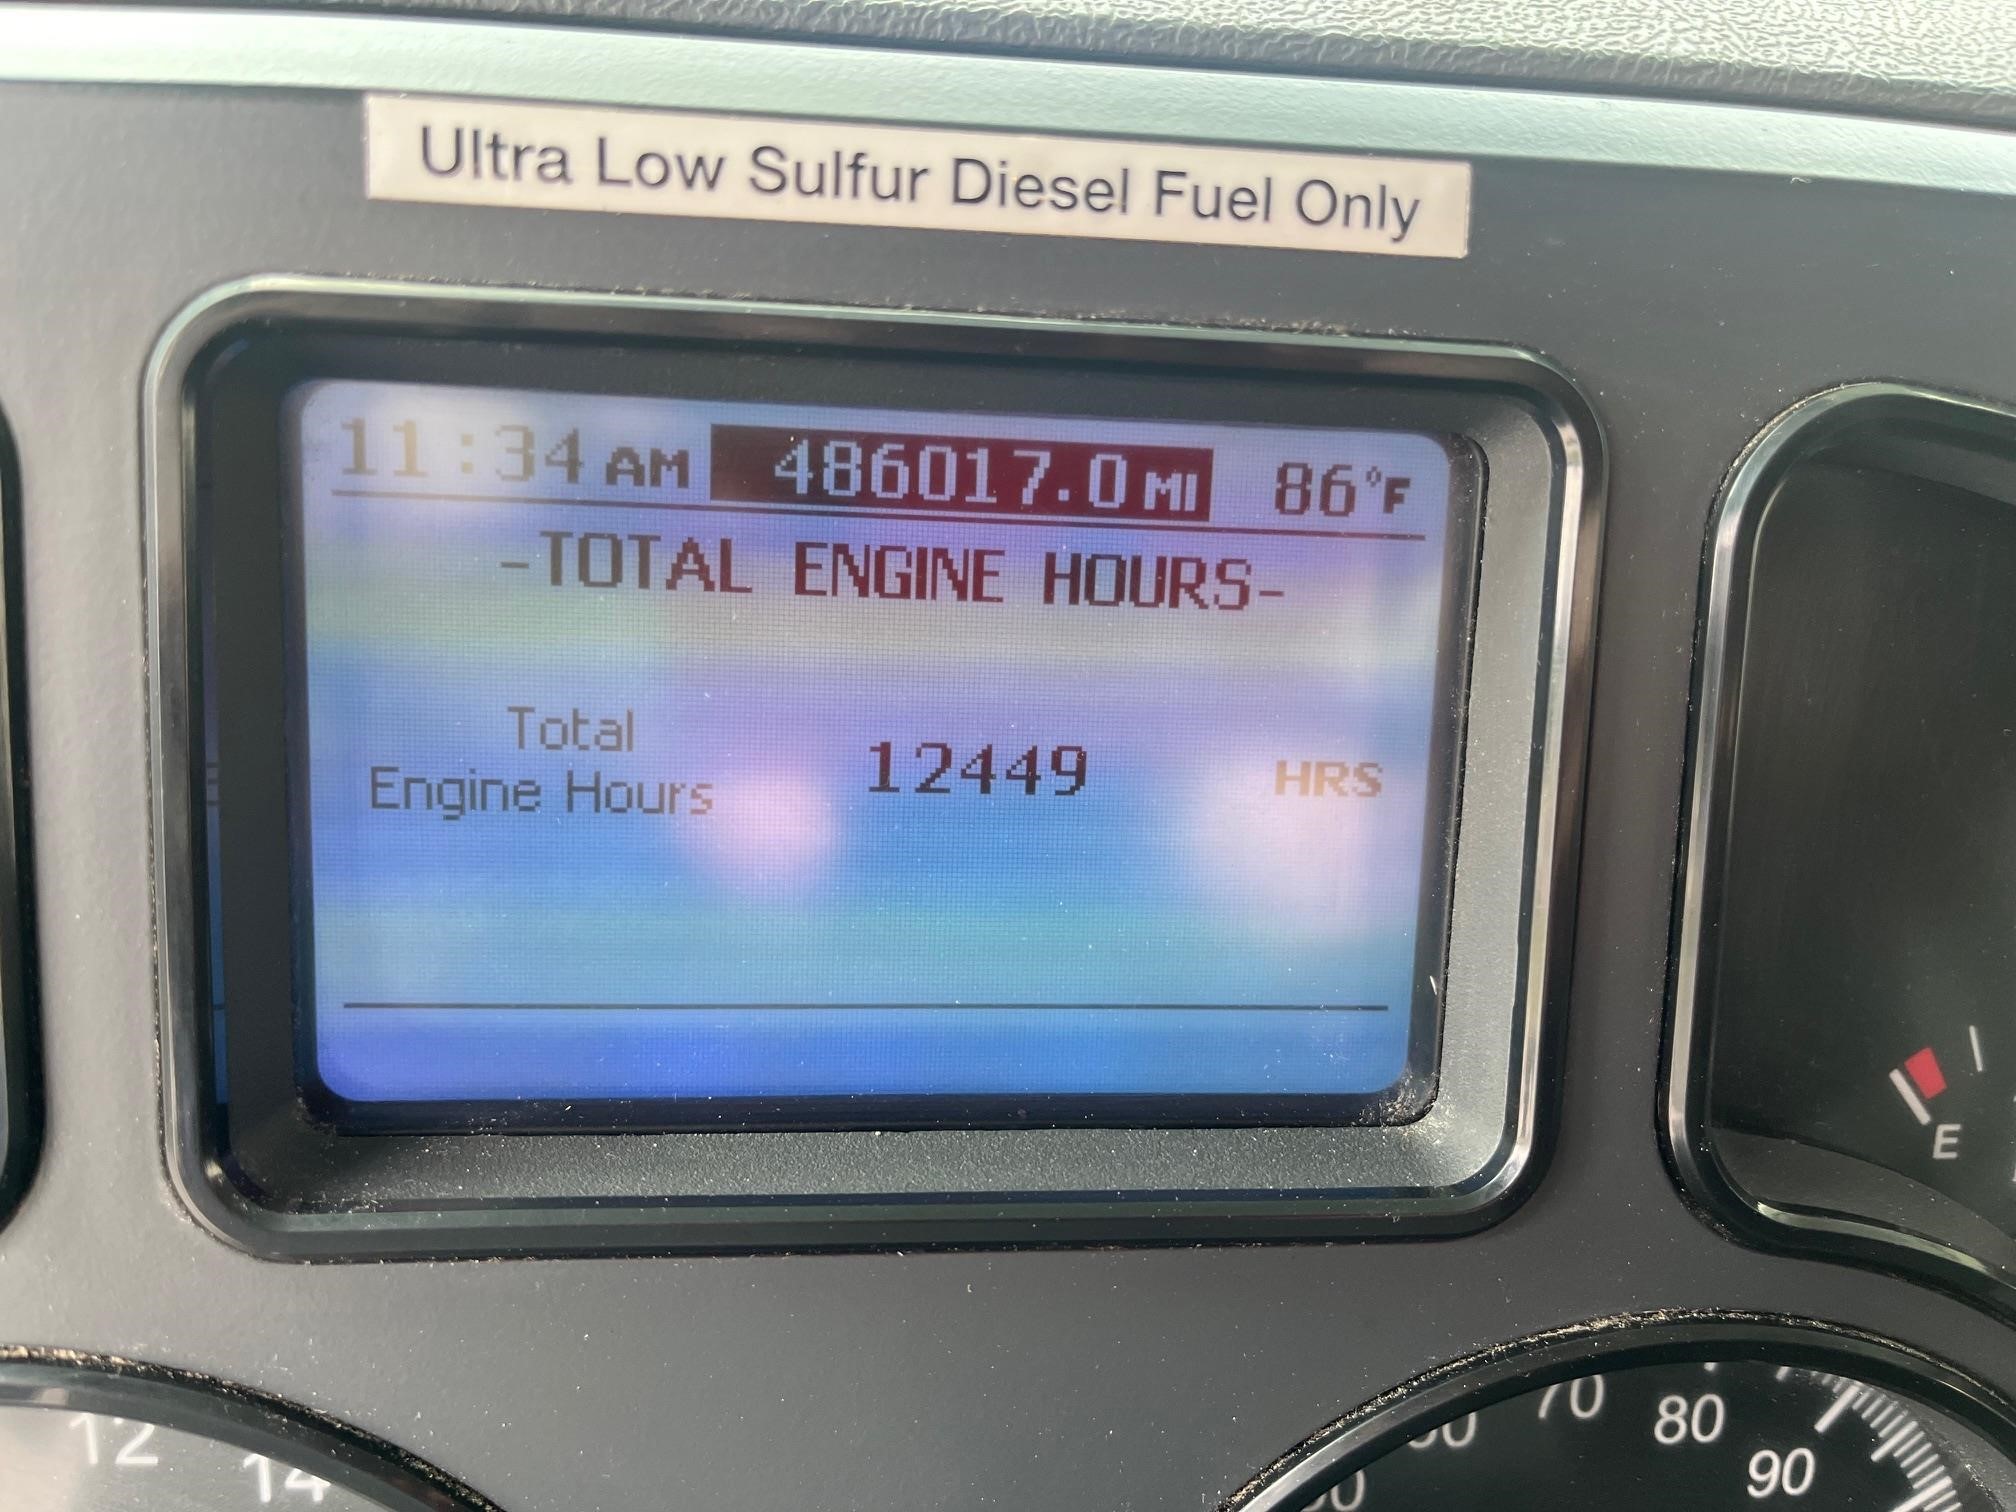 Ultra Low Sulfur Diesel Fuel Only
11:34 AM 486017.0 MI 86°F
-TOTAL ENGINE HOURS-
Total
Engine Hours 12449 HRS
E
12
14
70
80
90